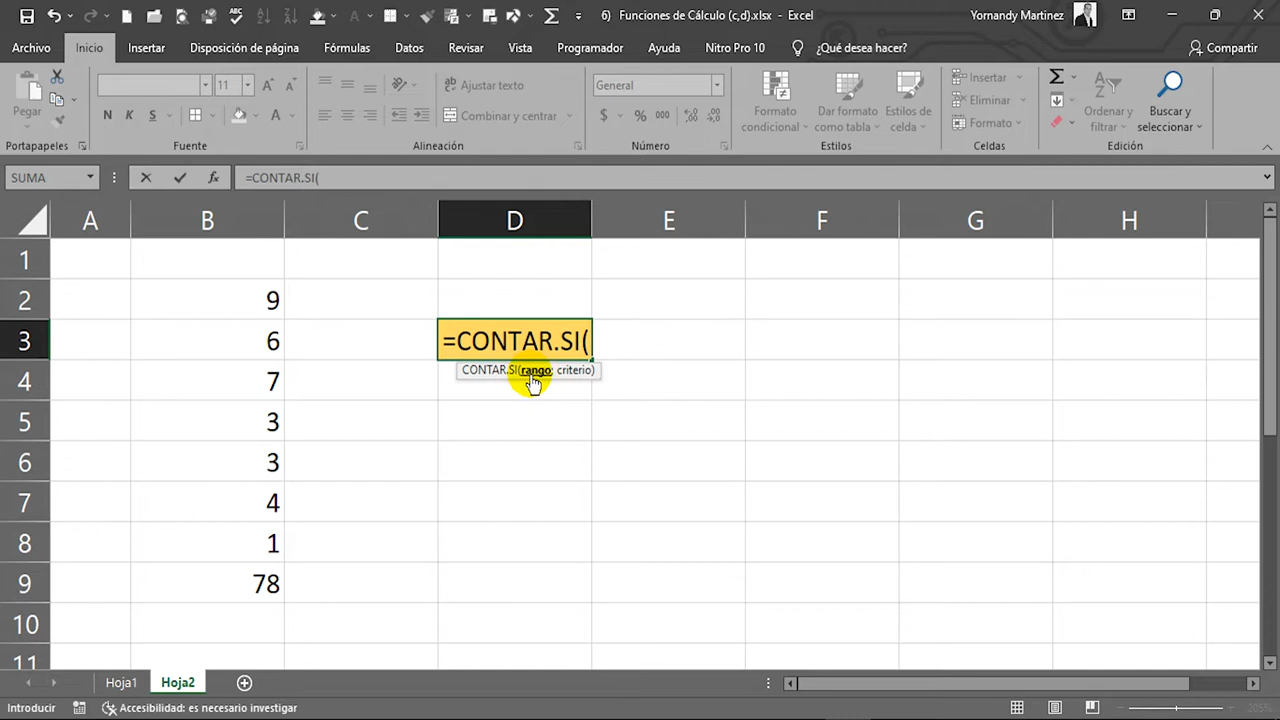 6) Funciones de Cálculo (c,d).xlsx - Excel
Yornandy Martinez
Archivo
Inicio
Insertar
Disposición de página
Fórmulas
Datos
Revisar
Vista
Programador
Ayuda
Nitro Pro 10
¿Qué desea hacer?
Compartir
Pegar
Portapapeles
11
N K S
Fuente
Ajustar texto
Combinar y centrar
Alineación
General
$ % 000
Número
Formato condicional
Dar formato como tabla
Estilos de celda
Estilos
Insertar
Eliminar
Formato
Celdas
Ordenar y filtrar
Buscar y seleccionar
Edición
SUMA
=CONTAR.SI(
A B C D E F G H
1
2 9
3 6 =CONTAR.SI(
CONTAR.SI(rango; criterio)
4 7
5 3
6 3
7 4
8 1
9 78
10
11
Hoja1
Hoja2
Introducir
Accesibilidad: es necesario investigar
205%